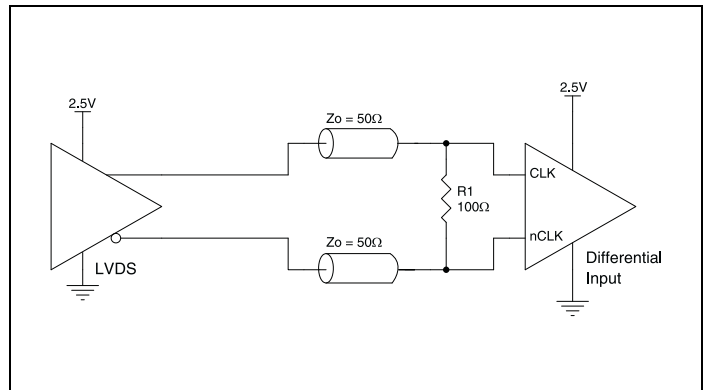 2.5V
2.5V
Zo = 50Ω
CLK
R1
100Ω
Zo = 50Ω
nCLK
LVDS
Differential
Input